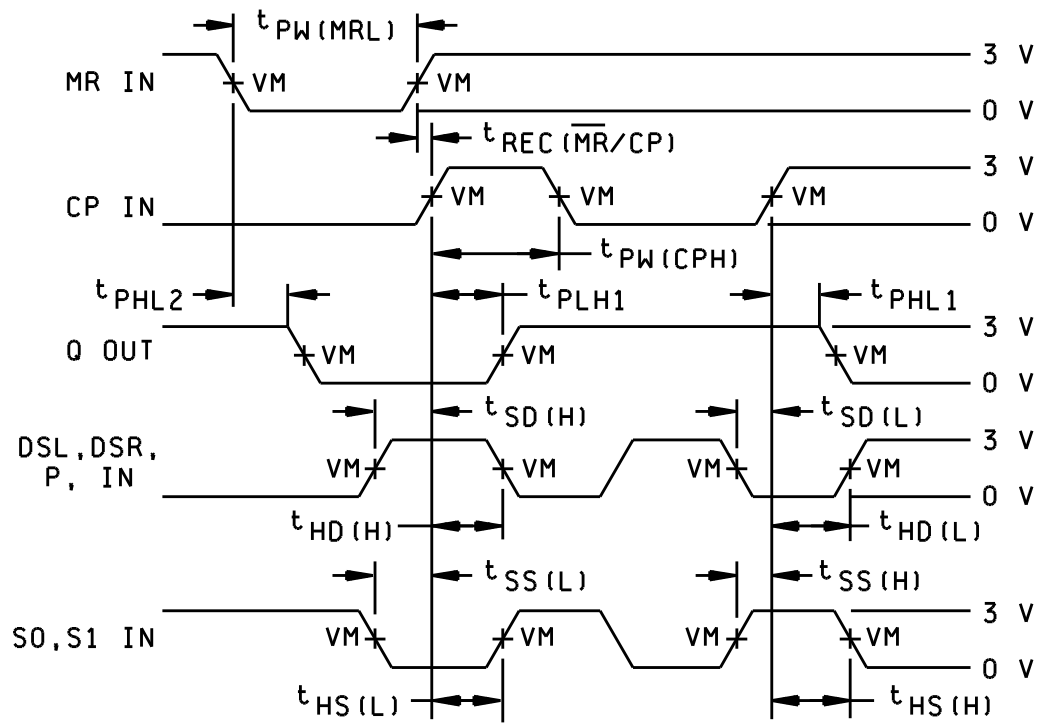 tPW(MRL)
3 V
MR IN
VM
VM
0 V
tREC(M̅R̅/CP)
3 V
CP IN
VM
VM
VM
0 V
tPW(CPH)
tPHL2
tPLH1
tPHL1
3 V
Q OUT
VM
VM
VM
0 V
tSD(H)
tSD(L)
DSL,DSR,
3 V
P, IN
VM
VM
VM
VM
0 V
tHD(H)
tHD(L)
tSS(L)
tSS(H)
3 V
S0,S1 IN
VM
VM
VM
VM
0 V
tHS(L)
tHS(H)